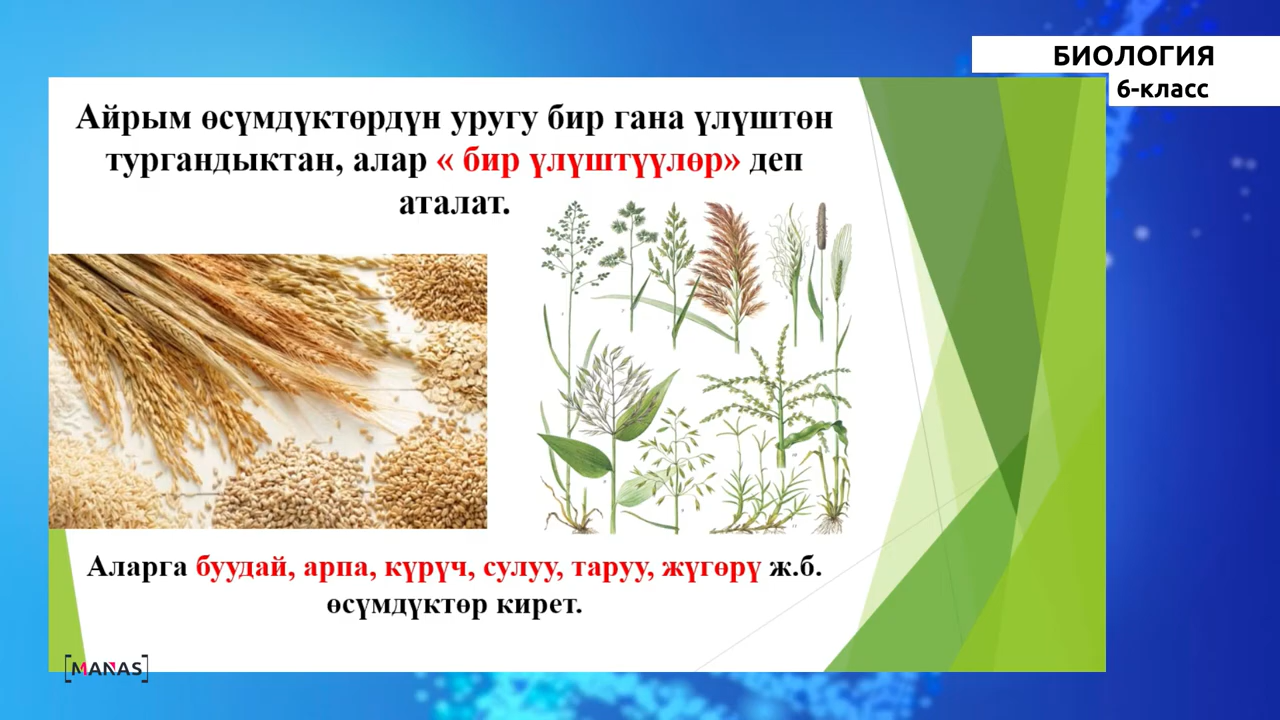 БИОЛОГИЯ
6-класс
Айрым өсүмдүктөрдүн уругу бир гана үлүштөн
тургандыктан, алар « бир үлүштүүлөр» деп
аталат.
Аларга буудай, арпа, күрүч, сулуу, таруу, жүгөрү ж.б.
өсүмдүктөр кирет.
[MANAS]